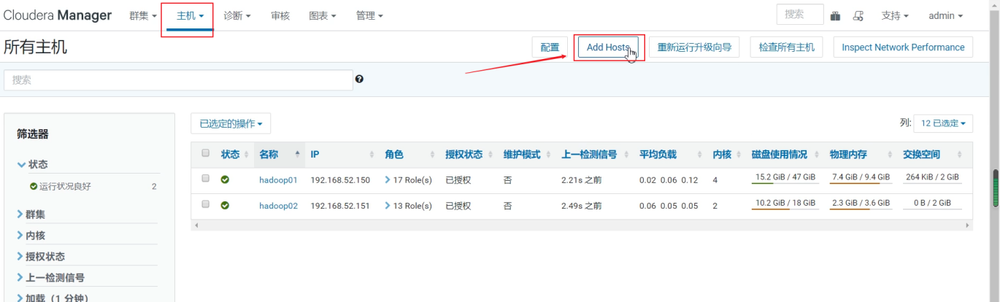 Cloudera Manager 群集 主机 诊断 审核 图表 管理 搜索 支持 admin
所有主机 配置 Add Hosts 重新运行升级向导 检查所有主机 Inspect Network Performance
搜索
筛选器
状态
运行状况良好 2
群集
内核
授权状态
上一检测信号
加载（1 分钟）
已选定的操作 列: 12 已选定
状态 名称 IP 角色 授权状态 维护模式 上一检测信号 平均负载 内核 磁盘使用情况 物理内存 交换空间
hadoop01 192.168.52.150 17 Role(s) 已授权 否 2.21s 之前 0.02 0.06 0.12 4 15.2 GiB / 47 GiB 7.4 GiB / 9.4 GiB 264 KiB / 2 GiB
hadoop02 192.168.52.151 13 Role(s) 已授权 否 2.49s 之前 0.06 0.05 0.05 2 10.2 GiB / 18 GiB 2.3 GiB / 3.6 GiB 0 B / 2 GiB